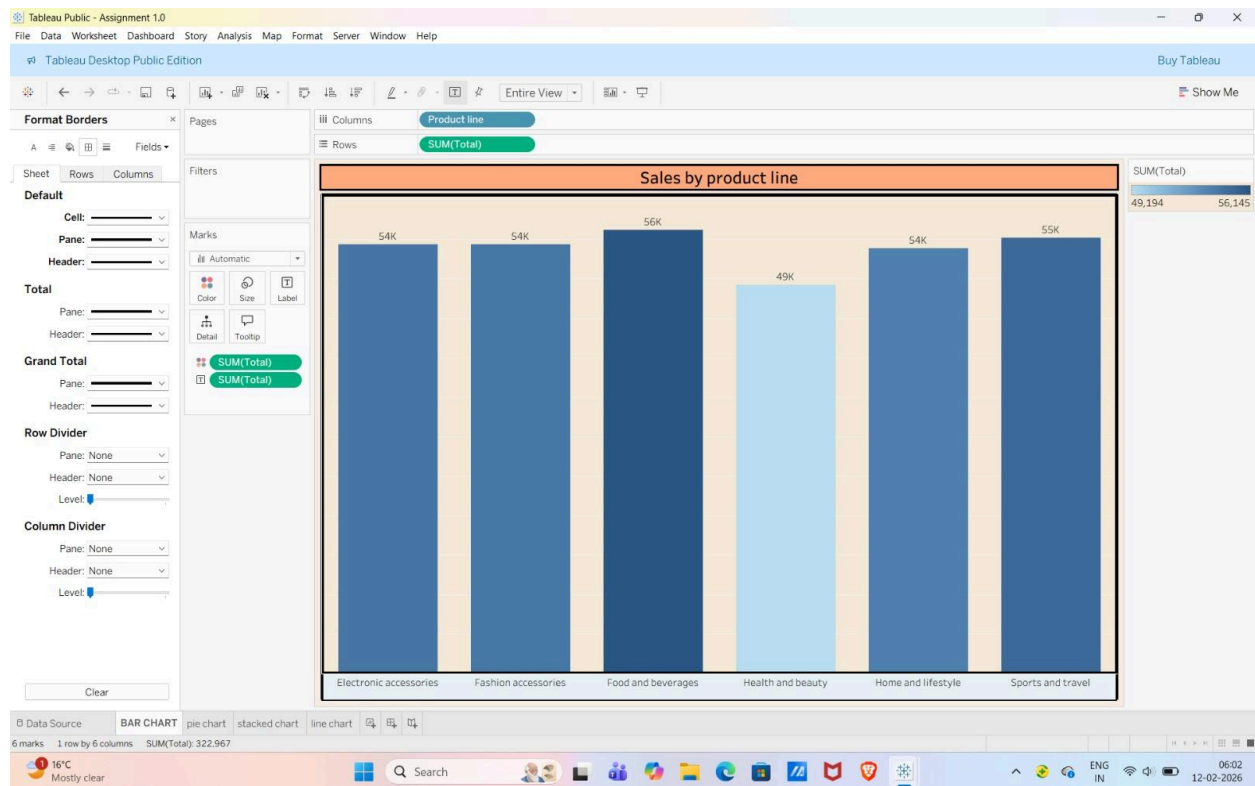 Tableau Public - Assignment 1.0
File Data Worksheet Dashboard Story Analysis Map Format Server Window Help
Tableau Desktop Public Edition Buy Tableau
Entire View Show Me
Format Borders
Fields
Sheet Rows Columns
Default
Cell:
Pane:
Header:
Total
Pane:
Header:
Grand Total
Pane:
Header:
Row Divider
Pane: None
Header: None
Level:
Column Divider
Pane: None
Header: None
Level:
Clear
Pages
Filters
Marks
Automatic
Color Size Label
Detail Tooltip
SUM(Total)
SUM(Total)
Columns Product line
Rows SUM(Total)
Sales by product line
54K 54K 56K 49K 54K 55K
Electronic accessories Fashion accessories Food and beverages Health and beauty Home and lifestyle Sports and travel
SUM(Total)
49,194 56,145
Data Source BAR CHART pie chart stacked chart line chart
6 marks 1 row by 6 columns SUM(Total): 322,967
1
16°C
Mostly clear
Search
ENG
IN
06:02
12-02-2026